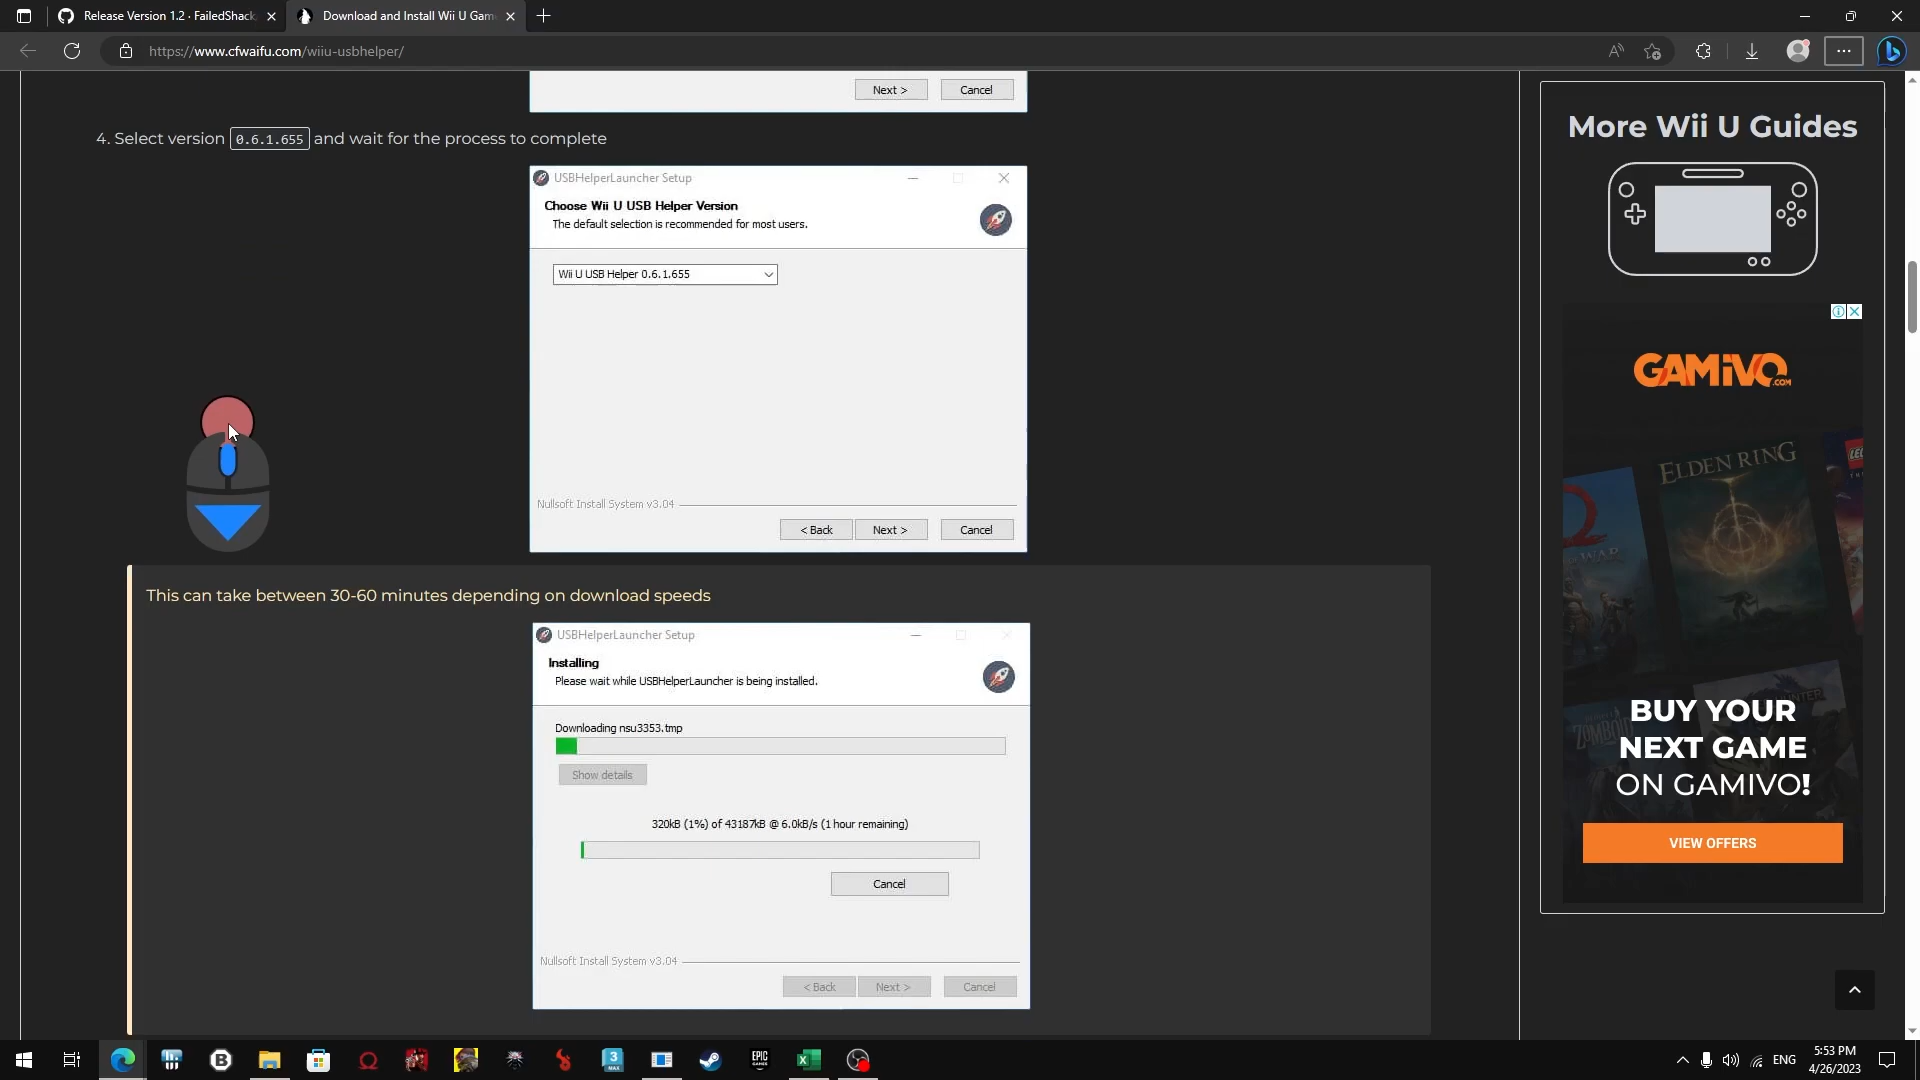 Release Version 1.2 · FailedShack
Download and Install Wii U Gam
https://www.cfwaifu.com/wiiu-usbhelper/
Next >
Cancel
4. Select version 0.6.1.655 and wait for the process to complete
USBHelperLauncher Setup
Choose Wii U USB Helper Version
The default selection is recommended for most users.
Wii U USB Helper 0.6.1.655
Nullsoft Install System v3.04
< Back
Next >
Cancel
This can take between 30-60 minutes depending on download speeds
USBHelperLauncher Setup
Installing
Please wait while USBHelperLauncher is being installed.
Downloading nsu3353.tmp
Show details
320kB (1%) of 43187kB @ 6.0kB/s (1 hour remaining)
Cancel
Nullsoft Install System v3.04
< Back
Next >
Cancel
More Wii U Guides
GAMIVO.COM
ELDEN RING
BUY YOUR
NEXT GAME
ON GAMIVO!
VIEW OFFERS
ENG
5:53 PM
4/26/2023